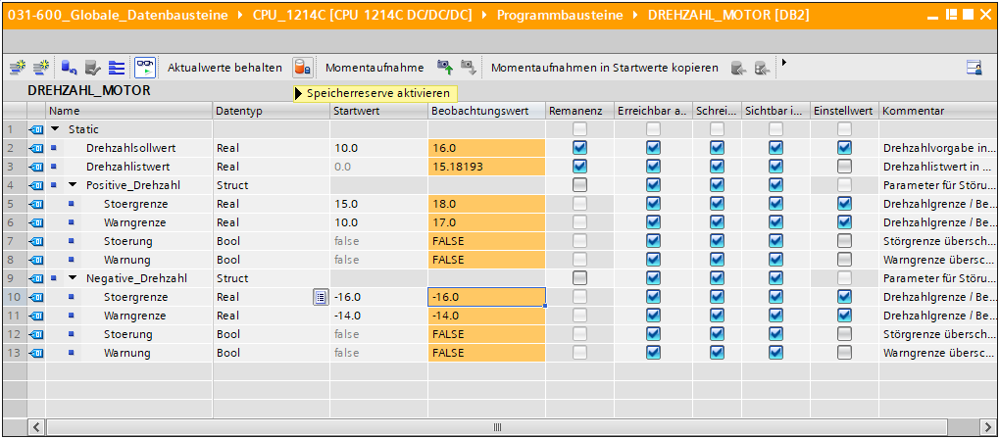 031-600_Globale_Datenbausteine ▸ CPU_1214C [CPU 1214C DC/DC/DC] ▸ Programmbausteine ▸ DREHZAHL_MOTOR [DB2]
Aktualwerte behalten Momentaufnahme Momentaufnahmen in Startwerte kopieren
Speicherreserve aktivieren
DREHZAHL_MOTOR
Name Datentyp Startwert Beobachtungswert Remanenz Erreichbar a.. Schrei... Sichtbar i... Einstellwert Kommentar
1 Static
2 Drehzahlsollwert Real 10.0 16.0 Drehzahlvorgabe in...
3 Drehzahlistwert Real 0.0 15.18193 Drehzahlistwert in ...
4 Positive_Drehzahl Struct Parameter für Störu...
5 Stoergrenze Real 15.0 18.0 Drehzahlgrenze / Be...
6 Warngrenze Real 10.0 17.0 Drehzahlgrenze / Be...
7 Stoerung Bool false FALSE Störgrenze übersch...
8 Warnung Bool false FALSE Warngrenze übersc...
9 Negative_Drehzahl Struct Parameter für Störu...
10 Stoergrenze Real -16.0 -16.0 Drehzahlgrenze / Be...
11 Warngrenze Real -14.0 -14.0 Drehzahlgrenze / Be...
12 Stoerung Bool false FALSE Störgrenze übersch...
13 Warnung Bool false FALSE Warngrenze übersc...